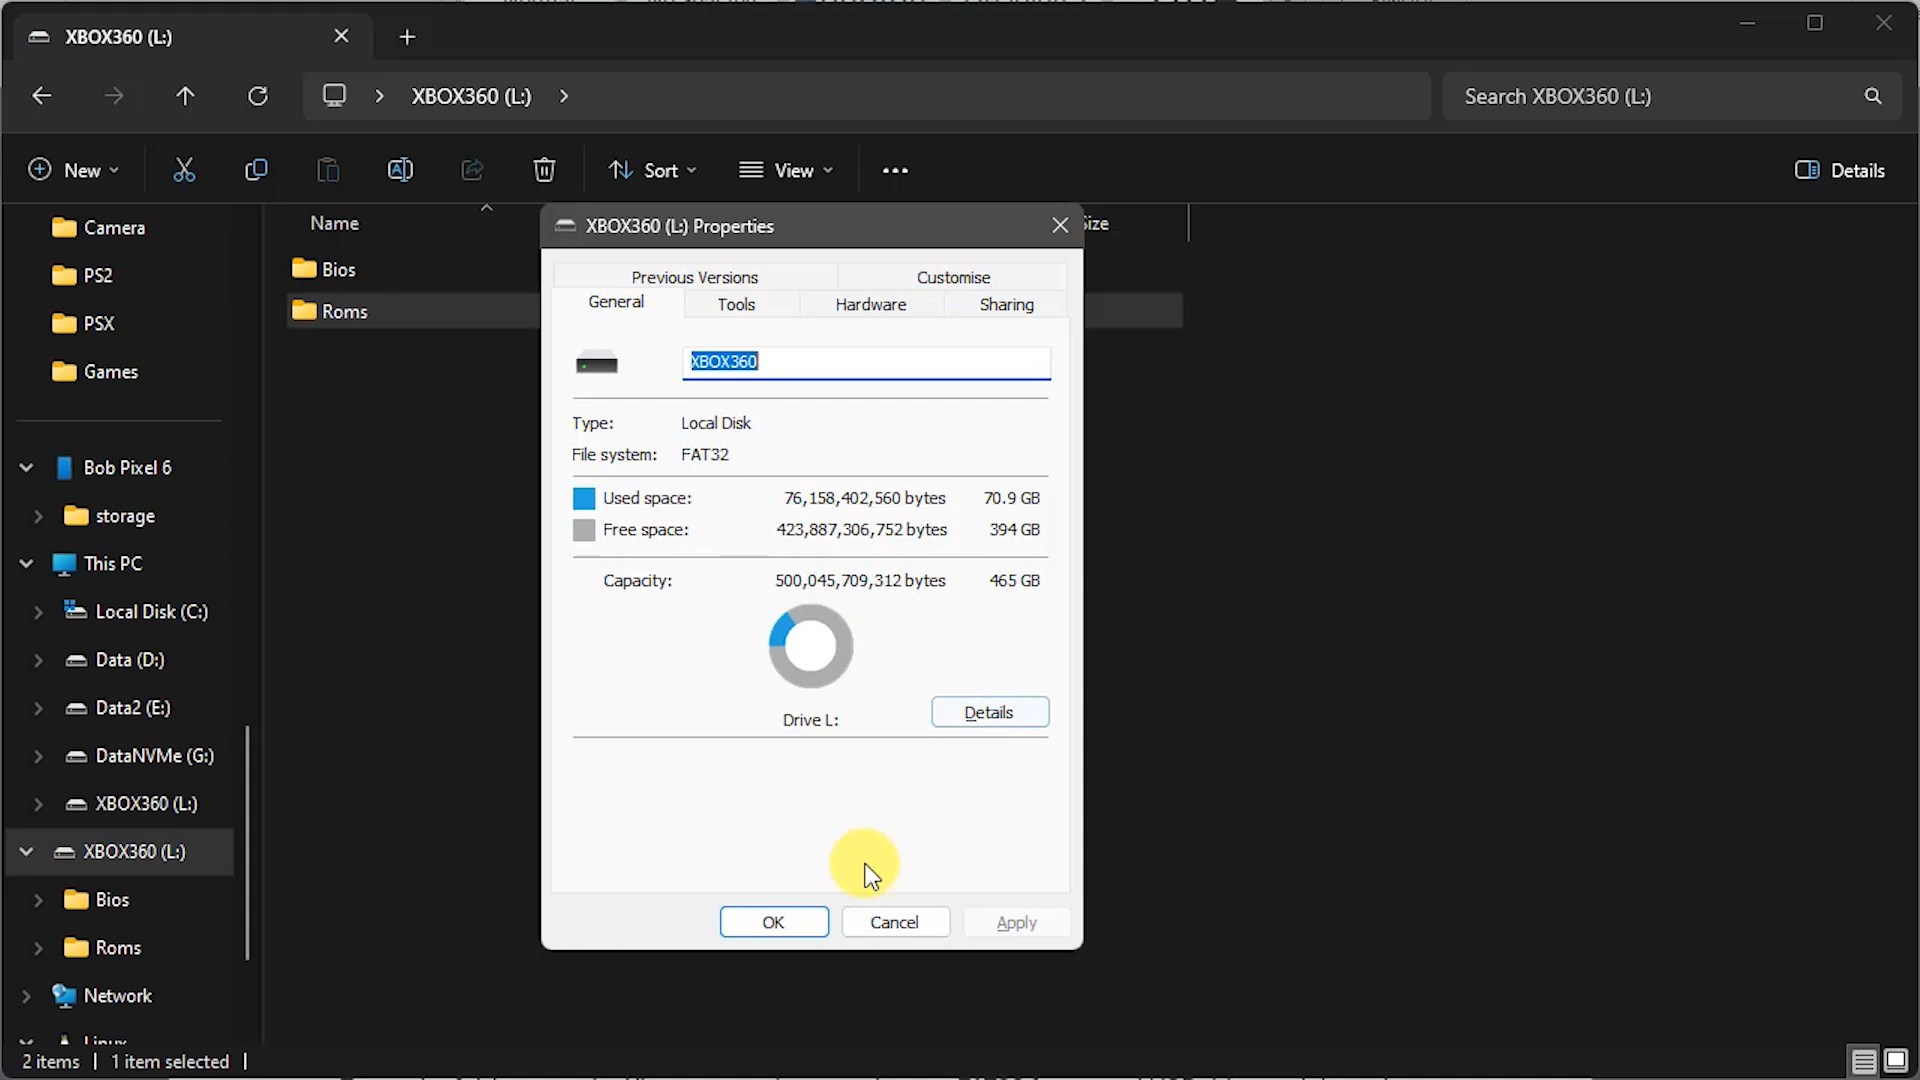 XBOX360 (L:)
XBOX360 (L:)
Search XBOX360 (L:)
New
Sort
View
Details
Name
Size
Camera
PS2
PSX
Games
Bob Pixel 6
storage
This PC
Local Disk (C:)
Data (D:)
Data2 (E:)
DataNVMe (G:)
XBOX360 (L:)
XBOX360 (L:)
Bios
Roms
Network
Linux
Bios
Roms
XBOX360 (L:) Properties
Previous Versions Customise
General Tools Hardware Sharing
XBOX360
Type: Local Disk
File system: FAT32
Used space: 76,158,402,560 bytes 70.9 GB
Free space: 423,887,306,752 bytes 394 GB
Capacity: 500,045,709,312 bytes 465 GB
Drive L:
Details
OK Cancel Apply
2 items 1 item selected